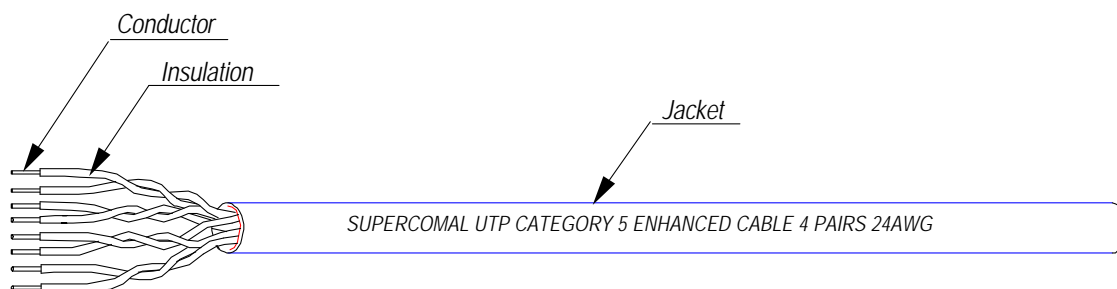 Conductor
Insulation
Jacket
SUPERCOMAL UTP CATEGORY 5 ENHANCED CABLE 4 PAIRS 24AWG